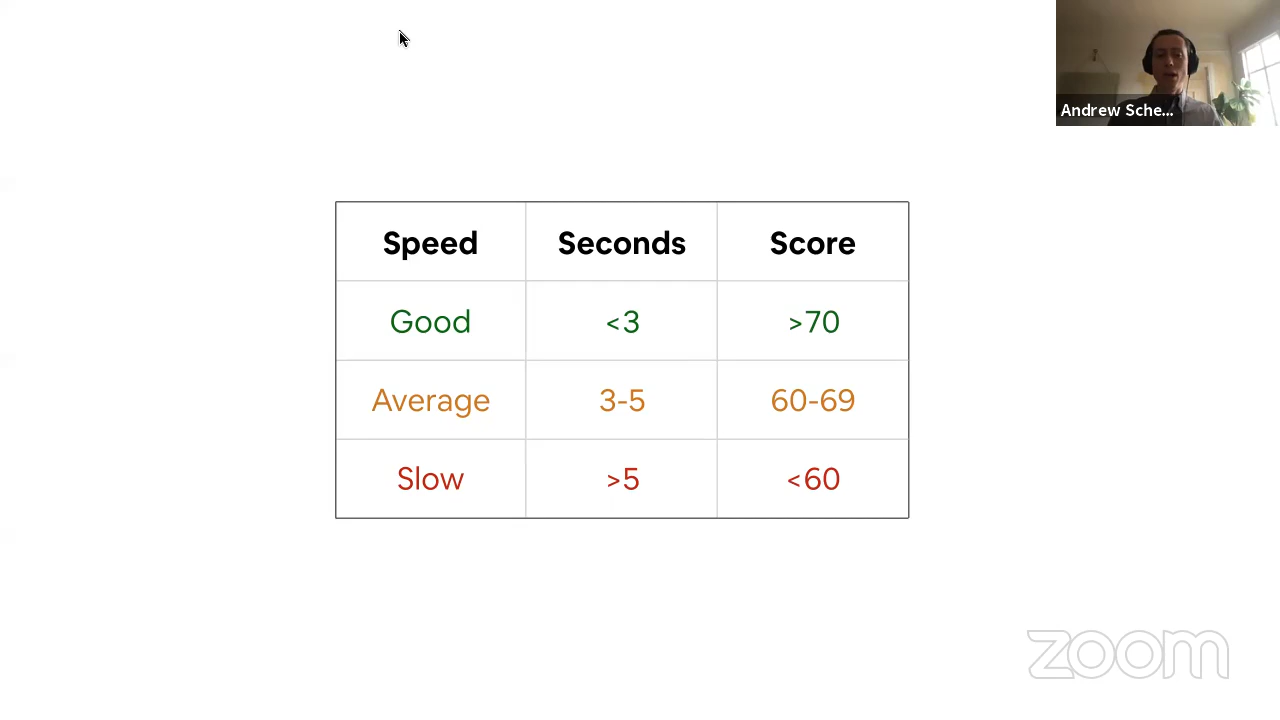 Andrew Sche...
Speed Seconds Score
Good <3 >70
Average 3-5 60-69
Slow >5 <60
zoom